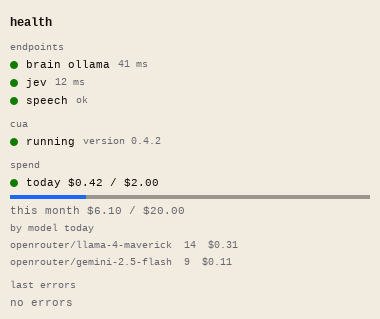 health
endpoints
brain ollama 41 ms
jev 12 ms
speech ok
cua
running version 0.4.2
spend
today $0.42 / $2.00
this month $6.10 / $20.00
by model today
openrouter/llama-4-maverick 14 $0.31
openrouter/gemini-2.5-flash 9 $0.11
last errors
no errors